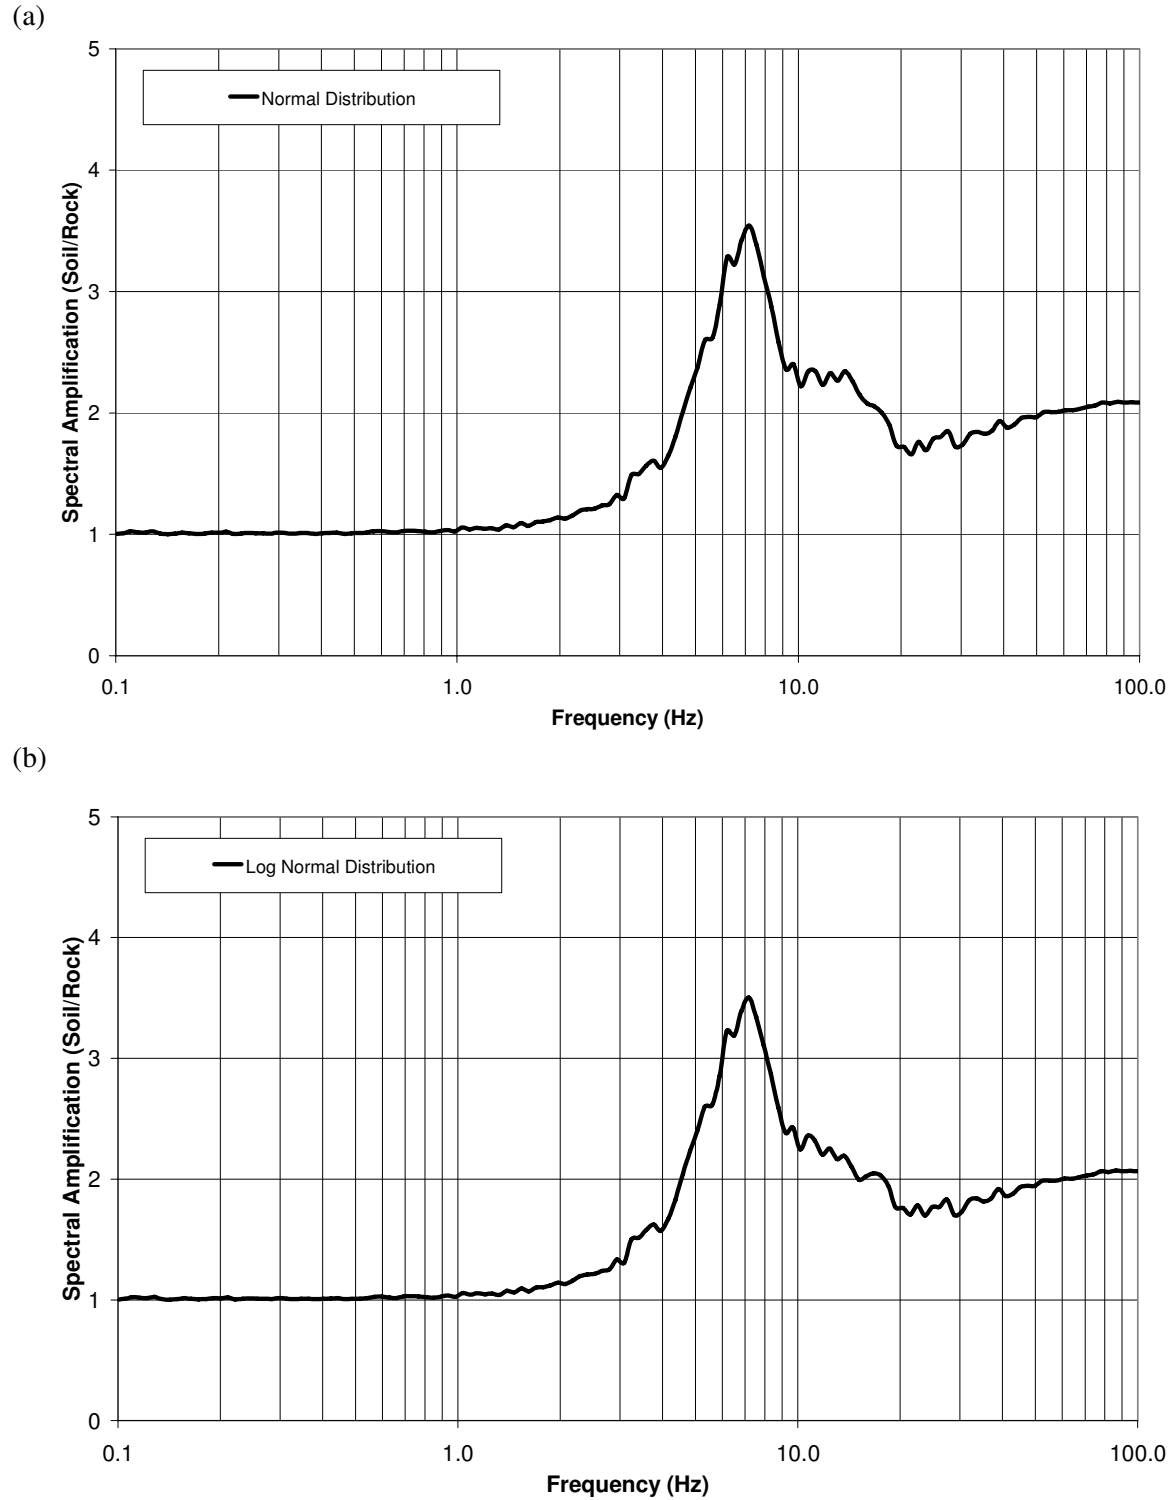 (a)
5
Normal Distribution
4
3
2
1
0
Spectral Amplification (Soil/Rock)
0.1 1.0 10.0 100.0
Frequency (Hz)
(b)
5
Log Normal Distribution
4
3
2
1
0
Spectral Amplification (Soil/Rock)
0.1 1.0 10.0 100.0
Frequency (Hz)